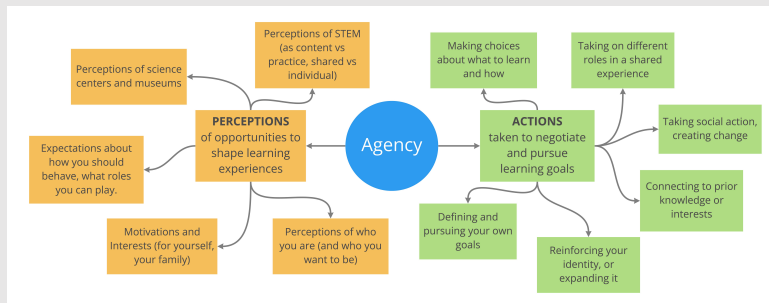 Perceptions of STEM
(as content vs
practice, shared vs
individual)
Perceptions of science
centers and museums
PERCEPTIONS
of opportunities to
shape learning
experiences
Expectations about
how you should
behave, what roles
you can play.
Motivations and
Interests (for yourself,
your family)
Perceptions of who
you are (and who you
want to be)
Agency
Making choices
about what to learn
and how
Taking on different
roles in a shared
experience
ACTIONS
taken to negotiate
and pursue
learning goals
Taking social action,
creating change
Connecting to prior
knowledge or
interests
Defining and
pursuing your own
goals
Reinforcing your
identity, or
expanding it